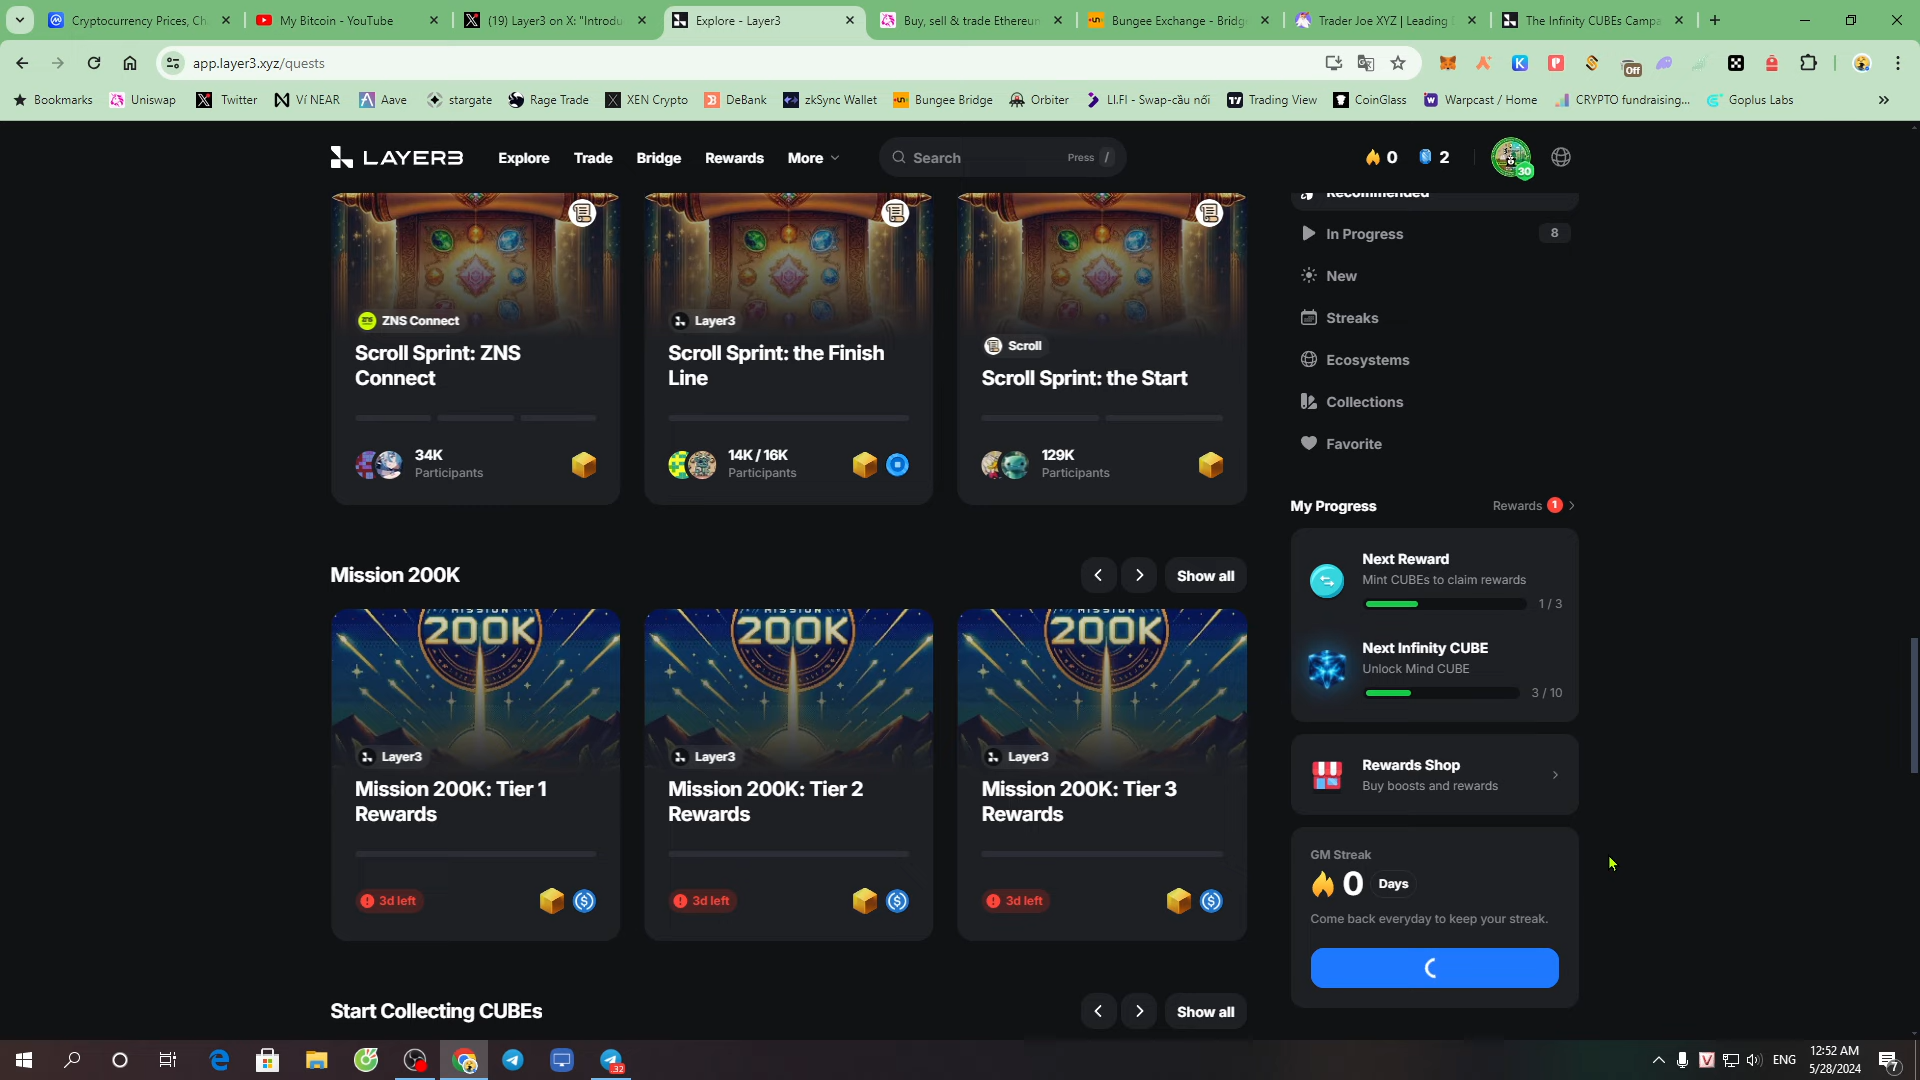 Cryptocurrency Prices, Ch
My Bitcoin - YouTube
(19) Layer3 on X: "Introdu
Explore - Layer3
Buy, sell & trade Ethereum
Bungee Exchange - Bridge
Trader Joe XYZ | Leading
The Infinity CUBEs Campa
app.layer3.xyz/quests
Off
Bookmarks
Uniswap
Twitter
Ví NEAR
Aave
stargate
Rage Trade
XEN Crypto
DeBank
zkSync Wallet
Bungee Bridge
Orbiter
LI.FI - Swap-cầu nối
Trading View
CoinGlass
Warpcast / Home
CRYPTO fundraising...
Goplus Labs
LAYER3
Explore
Trade
Bridge
Rewards
More
Search
Press /
0
2
30
ZNS Connect
Scroll Sprint: ZNS
Connect
34K
Participants
Layer3
Scroll Sprint: the Finish
Line
14K / 16K
Participants
Scroll
Scroll Sprint: the Start
129K
Participants
Recommended
In Progress
8
New
Streaks
Ecosystems
Collections
Favorite
My Progress
Rewards 1
Next Reward
Mint CUBEs to claim rewards
1 / 3
Next Infinity CUBE
Unlock Mind CUBE
3 / 10
Rewards Shop
Buy boosts and rewards
GM Streak
0 Days
Come back everyday to keep your streak.
Mission 200K
Show all
MISSION
200K
Layer3
Mission 200K: Tier 1
Rewards
3d left
MISSION
200K
Layer3
Mission 200K: Tier 2
Rewards
3d left
MISSION
200K
Layer3
Mission 200K: Tier 3
Rewards
3d left
Start Collecting CUBEs
Show all
32
ENG
12:52 AM
5/28/2024
7